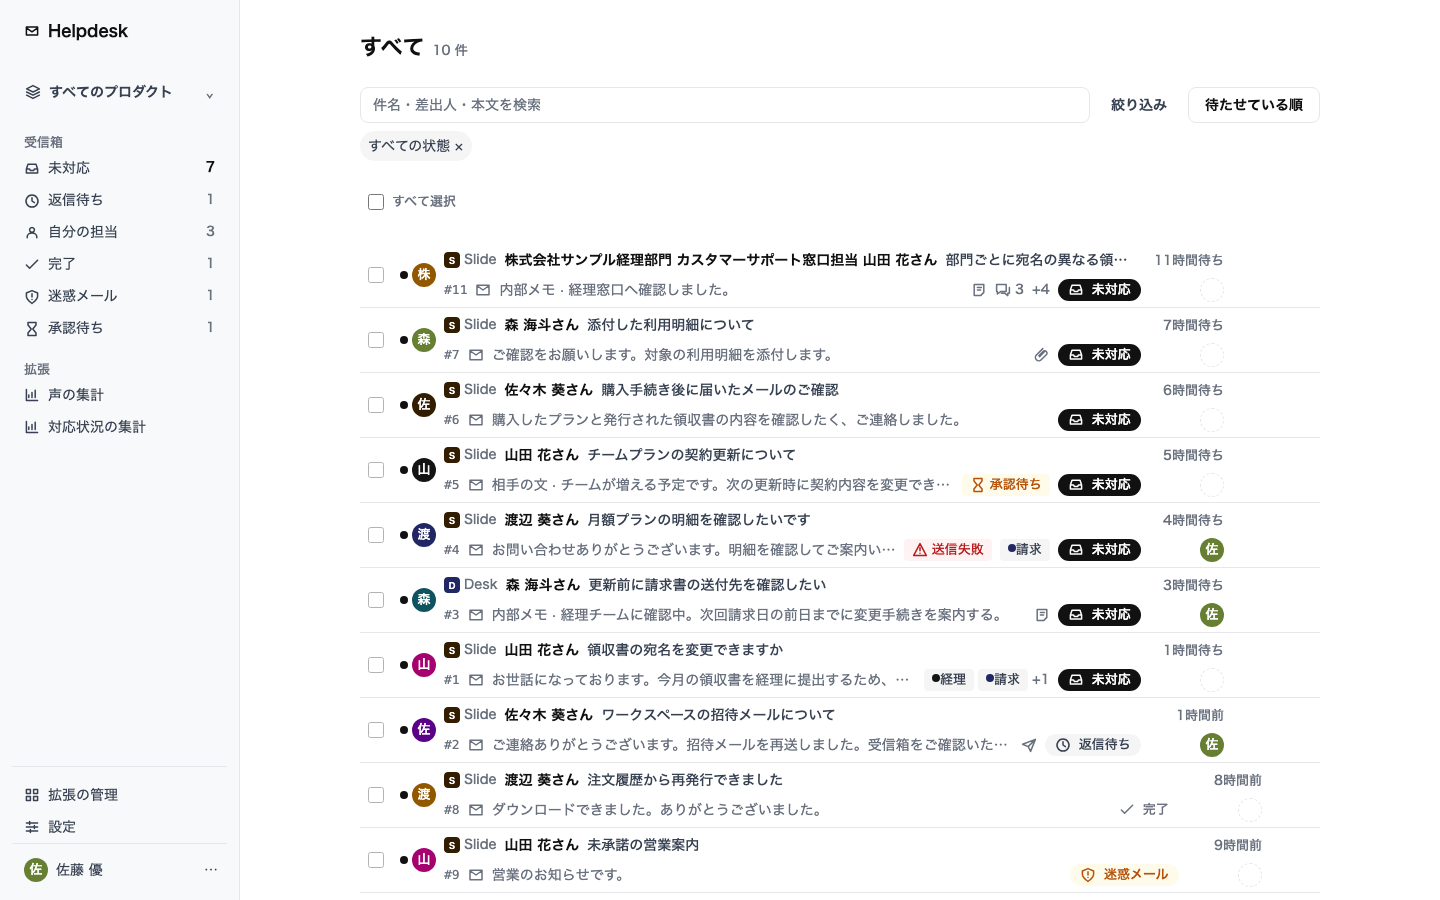 Helpdesk
すべてのプロダクト
受信箱
未対応 7
返信待ち 1
自分の担当 3
完了 1
迷惑メール 1
承認待ち 1
拡張
声の集計
対応状況の集計
拡張の管理
設定
佐 佐藤 優 …
すべて 10 件
件名・差出人・本文を検索 絞り込み 待たせている順
すべての状態 ×
すべて選択
株 S Slide 株式会社サンプル経理部門 カスタマーサポート窓口担当 山田 花さん 部門ごとに宛名の異なる領… 11時間待ち
#11 内部メモ · 経理窓口へ確認しました。 3 +4 未対応
森 S Slide 森 海斗さん 添付した利用明細について 7時間待ち
#7 ご確認をお願いします。対象の利用明細を添付します。 未対応
佐 S Slide 佐々木 葵さん 購入手続き後に届いたメールのご確認 6時間待ち
#6 購入したプランと発行された領収書の内容を確認したく、ご連絡しました。 未対応
山 S Slide 山田 花さん チームプランの契約更新について 5時間待ち
#5 相手の文 · チームが増える予定です。次の更新時に契約内容を変更でき… 承認待ち 未対応
渡 S Slide 渡辺 葵さん 月額プランの明細を確認したいです 4時間待ち
#4 お問い合わせありがとうございます。明細を確認してご案内い… 送信失敗 請求 未対応 佐
森 D Desk 森 海斗さん 更新前に請求書の送付先を確認したい 3時間待ち
#3 内部メモ · 経理チームに確認中。次回請求日の前日までに変更手続きを案内する。 未対応 佐
山 S Slide 山田 花さん 領収書の宛名を変更できますか 1時間待ち
#1 お世話になっております。今月の領収書を経理に提出するため、… 経理 請求 +1 未対応
佐 S Slide 佐々木 葵さん ワークスペースの招待メールについて 1時間前
#2 ご連絡ありがとうございます。招待メールを再送しました。受信箱をご確認いた… 返信待ち 佐
渡 S Slide 渡辺 葵さん 注文履歴から再発行できました 8時間前
#8 ダウンロードできました。ありがとうございました。 完了
山 S Slide 山田 花さん 未承諾の営業案内 9時間前
#9 営業のお知らせです。 迷惑メール